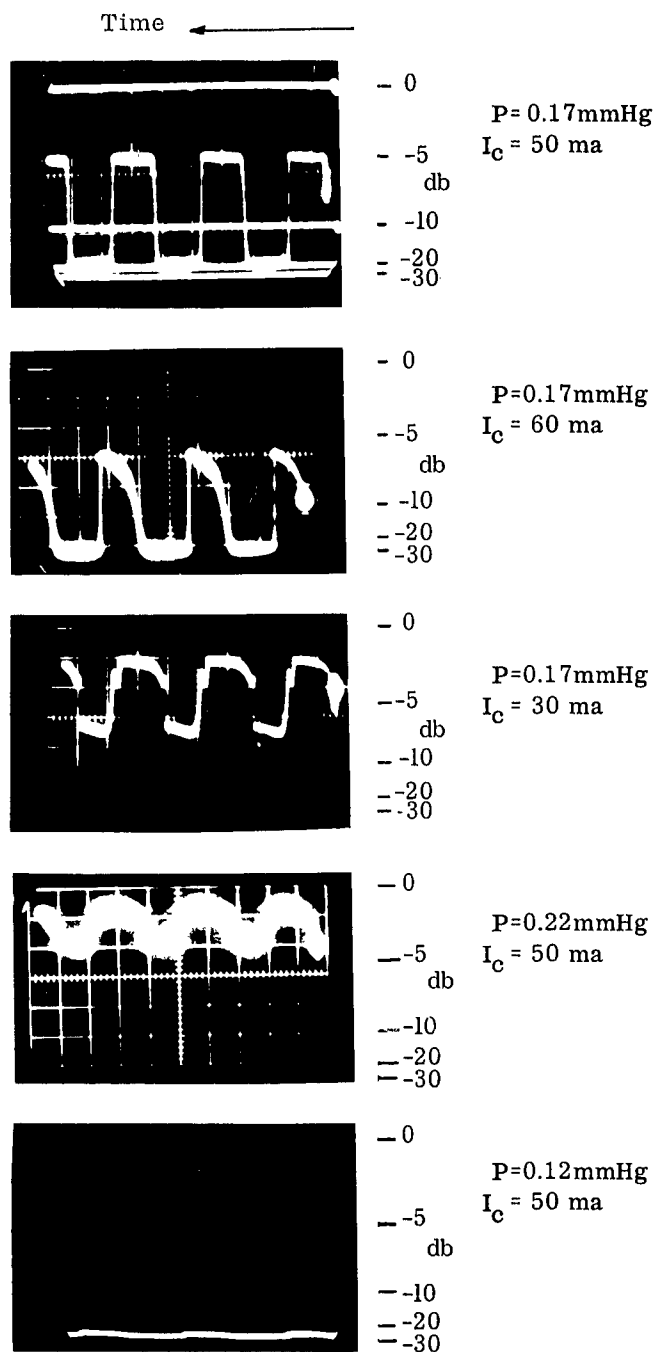 Time
0
-5
db
-10
-20
-30
P=0.17mmHg
I_c = 50 ma
0
-5
db
-10
-20
-30
P=0.17mmHg
I_c = 60 ma
0
-5
db
-10
-20
-30
P=0.17mmHg
I_c = 30 ma
0
-5
db
-10
-20
-30
P=0.22mmHg
I_c = 50 ma
0
-5
db
-10
-20
-30
P=0.12mmHg
I_c = 50 ma